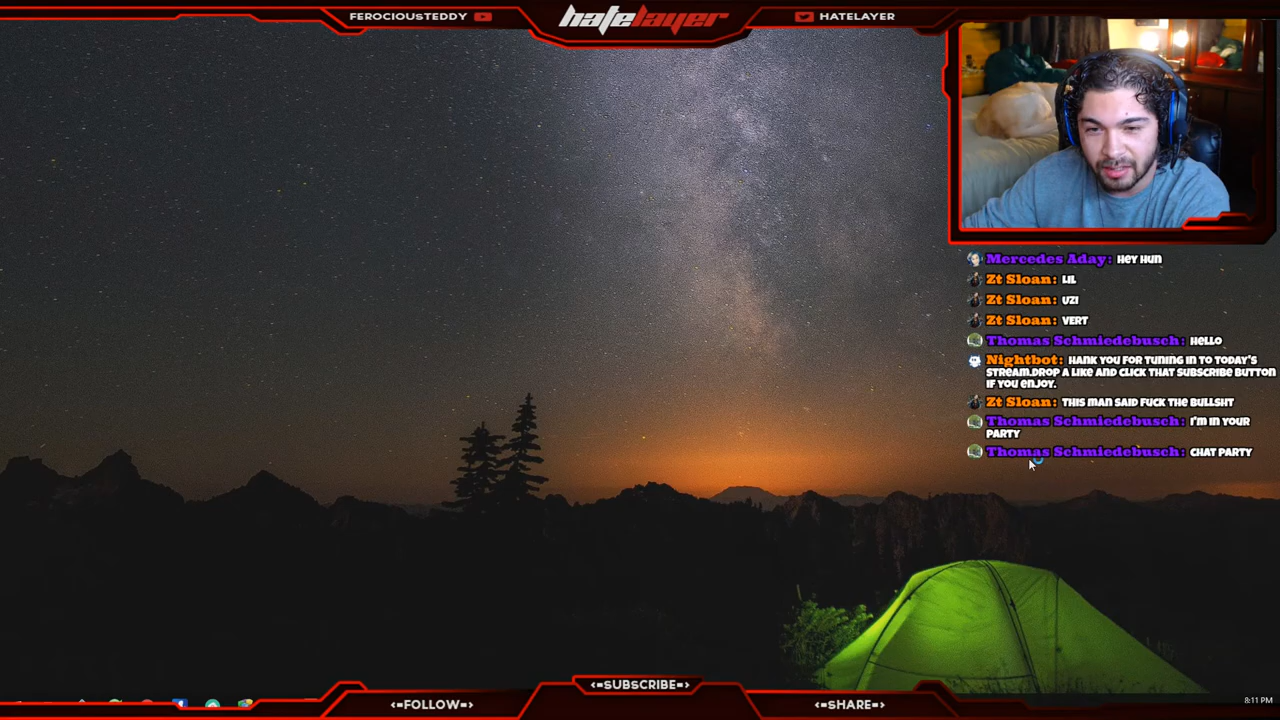 FEROCIOUSTEDDY
hatelayer
HATELAYER
Mercedes Aday: HEY HUN
Zt Sloan: LIL
Zt Sloan: UZI
Zt Sloan: VERT
Thomas Schmiedebusch: HELLO
Nightbot: HANK YOU FOR TUNING IN TO TODAY'S
STREAM.DROP A LIKE AND CLICK THAT SUBSCRIBE BUTTON
IF YOU ENJOY.
Zt Sloan: THIS MAN SAID FUCK THE BULLSHT
Thomas Schmiedebusch: I'M IN YOUR
PARTY
Thomas Schmiedebusch: CHAT PARTY
<=SUBSCRIBE=>
<=FOLLOW=>
<=SHARE=>
8:11 PM